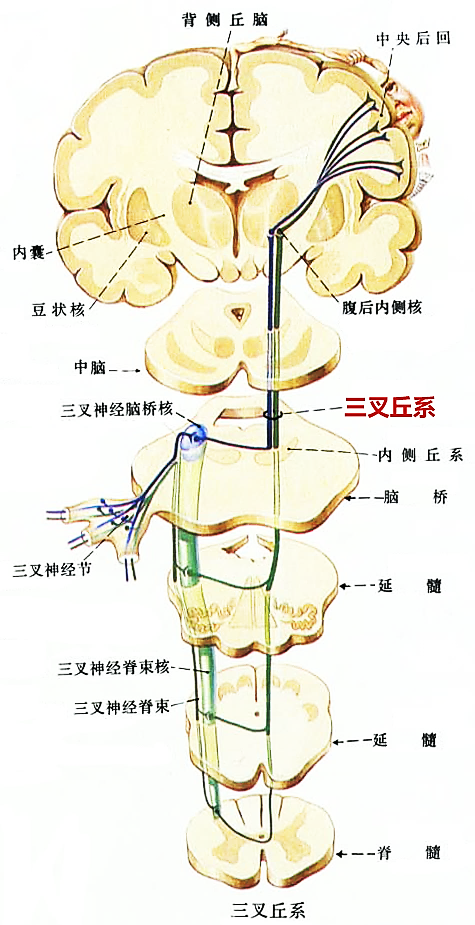 背侧丘脑
中央后回
内囊
豆状核
腹后内侧核
中脑
三叉神经脑桥核
三叉丘系
内侧丘系
脑桥
三叉神经节
延髓
三叉神经脊束核
三叉神经脊束
延髓
脊髓
三叉丘系